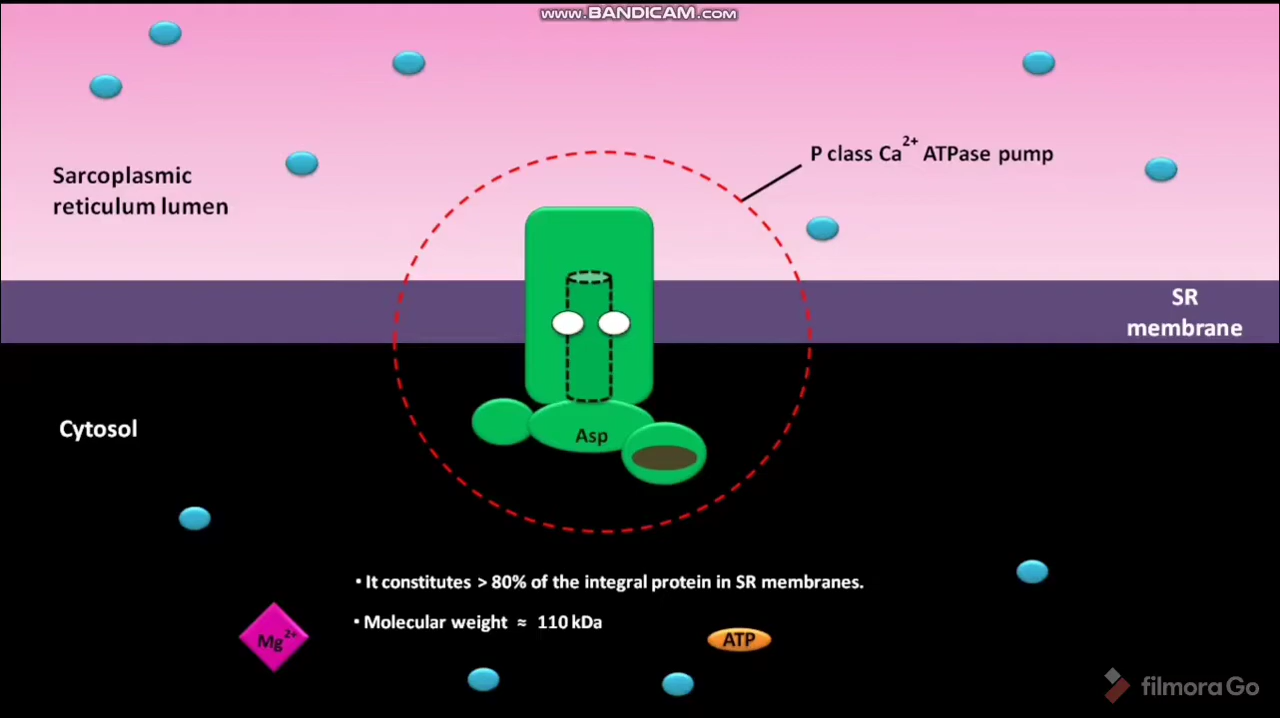 www.BANDICAM.com
P class Ca²⁺ ATPase pump
Sarcoplasmic
reticulum lumen
SR
membrane
Cytosol
Asp
• It constitutes > 80% of the integral protein in SR membranes.
• Molecular weight ≈ 110 kDa
Mg²⁺
ATP
filmoraGo